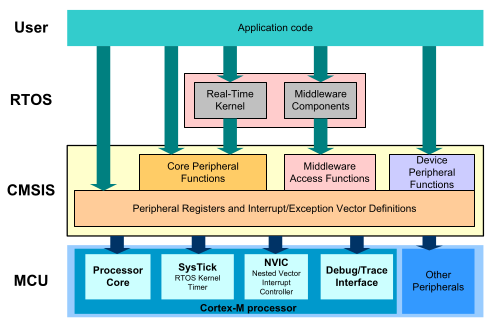 User
Application code
RTOS
Real-Time
Kernel
Middleware
Components
CMSIS
Core Peripheral
Functions
Middleware
Access Functions
Device
Peripheral
Functions
Peripheral Registers and Interrupt/Exception Vector Definitions
MCU
Processor
Core
SysTick
RTOS Kernel
Timer
NVIC
Nested Vector
Interrupt
Controller
Debug/Trace
Interface
Other
Peripherals
Cortex-M processor